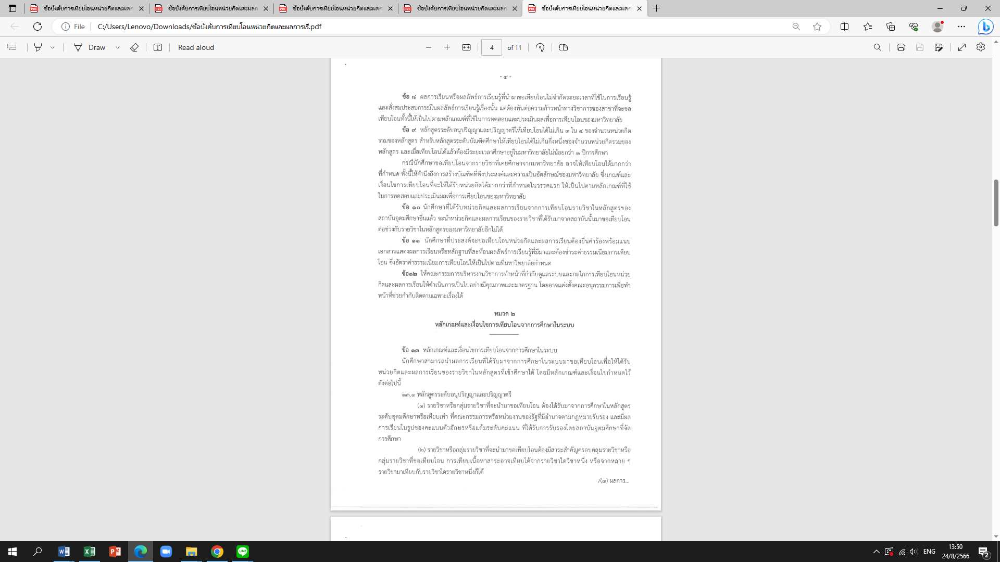 ข้อบังคับการเทียบโอนหน่วยกิตและผลก
ข้อบังคับการเทียบโอนหน่วยกิตและผลก
ข้อบังคับการเทียบโอนหน่วยกิตและผลก
ข้อบังคับการเทียบโอนหน่วยกิตและผลก
ข้อบังคับการเทียบโอนหน่วยกิตและผลก
File
C:/Users/Lenovo/Downloads/ข้อบังคับการเทียบโอนหน่วยกิตและผลการเรี.pdf
Draw
Read aloud
4 of 11
- ๔ -
ข้อ ๘ ผลการเรียนหรือผลลัพธ์การเรียนรู้ที่นำมาขอเทียบโอนไม่จำกัดระยะเวลาที่ใช้ในการเรียนรู้
และสั่งสมประสบการณ์ในผลลัพธ์การเรียนรู้เรื่องนั้น แต่ต้องทันต่อความก้าวหน้าทางวิชาการของสาขาที่จะขอ
เทียบโอนทั้งนี้ให้เป็นไปตามหลักเกณฑ์ที่ใช้ในการทดสอบและประเมินผลเพื่อการเทียบโอนของมหาวิทยาลัย
ข้อ ๙ หลักสูตรระดับอนุปริญญาและปริญญาตรีให้เทียบโอนได้ไม่เกิน ๓ ใน ๔ ของจำนวนหน่วยกิต
รวมของหลักสูตร สำหรับหลักสูตรระดับบัณฑิตศึกษาให้เทียบโอนได้ไม่เกินกึ่งหนึ่งของจำนวนหน่วยกิตรวมของ
หลักสูตร และเมื่อเทียบโอนได้แล้วต้องมีระยะเวลาศึกษาอยู่ในมหาวิทยาลัยไม่น้อยกว่า ๑ ปีการศึกษา
กรณีนักศึกษาขอเทียบโอนจากรายวิชาที่เคยศึกษาจากมหาวิทยาลัย อาจให้เทียบโอนได้มากกว่า
ที่กำหนด ทั้งนี้ให้คำนึงถึงการสร้างบัณฑิตที่พึงประสงค์และความเป็นอัตลักษณ์ของมหาวิทยาลัย ซึ่งเกณฑ์และ
เงื่อนไขการเทียบโอนที่จะให้ได้รับหน่วยกิตได้มากกว่าที่กำหนดในวรรคแรก ให้เป็นไปตามหลักเกณฑ์ที่ใช้
ในการทดสอบและประเมินผลเพื่อการเทียบโอนของมหาวิทยาลัย
ข้อ ๑๐ นักศึกษาที่ได้รับหน่วยกิตและผลการเรียนจากการเทียบโอนรายวิชาในหลักสูตรของ
สถาบันอุดมศึกษาอื่นแล้ว จะนำหน่วยกิตและผลการเรียนของรายวิชาที่ได้รับมาจากสถาบันนั้นมาขอเทียบโอน
ต่อช่วงกับรายวิชาในหลักสูตรของมหาวิทยาลัยอีกไม่ได้
ข้อ ๑๑ นักศึกษาที่ประสงค์จะขอเทียบโอนหน่วยกิตและผลการเรียนต้องยื่นคำร้องพร้อมแนบ
เอกสารแสดงผลการเรียนหรือหลักฐานที่สะท้อนผลลัพธ์การเรียนรู้ที่มีมาและต้องชำระค่าธรรมเนียมการเทียบ
โอน ซึ่งอัตราค่าธรรมเนียมการเทียบโอนให้เป็นไปตามที่มหาวิทยาลัยกำหนด
ข้อ๑๒ ให้คณะกรรมการบริหารงานวิชาการทำหน้าที่กำกับดูแลระบบและกลไกการเทียบโอนหน่วย
กิตและผลการเรียนให้ดำเนินการเป็นไปอย่างมีคุณภาพและมาตรฐาน โดยอาจแต่งตั้งคณะอนุกรรมการเพื่อทำ
หน้าที่ช่วยกำกับติดตามเฉพาะเรื่องได้
หมวด ๒
หลักเกณฑ์และเงื่อนไขการเทียบโอนจากการศึกษาในระบบ
ข้อ ๑๓ หลักเกณฑ์และเงื่อนไขการเทียบโอนจากการศึกษาในระบบ
นักศึกษาสามารถนำผลการเรียนที่ได้รับมาจากการศึกษาในระบบมาขอเทียบโอนเพื่อให้ได้รับ
หน่วยกิตและผลการเรียนของรายวิชาในหลักสูตรที่เข้าศึกษาได้ โดยมีหลักเกณฑ์และเงื่อนไขกำหนดไว้
ดังต่อไปนี้
๑๓.๑ หลักสูตรระดับอนุปริญญาและปริญญาตรี
(๑) รายวิชาหรือกลุ่มรายวิชาที่จะนำมาขอเทียบโอน ต้องได้รับมาจากการศึกษาในหลักสูตร
ระดับอุดมศึกษาหรือเทียบเท่า ที่คณะกรรมการหรือหน่วยงานของรัฐที่มีอำนาจตามกฎหมายรับรอง และมีผล
การเรียนในรูปของคะแนนตัวอักษรหรือแต้มระดับคะแนน ที่ได้รับการรับรองโดยสถาบันอุดมศึกษาที่จัด
การศึกษา
(๒) รายวิชาหรือกลุ่มรายวิชาที่จะนำมาขอเทียบโอนต้องมีสาระสำคัญครอบคลุมรายวิชาหรือ
กลุ่มรายวิชาที่ขอเทียบโอน การเทียบเนื้อหาสาระอาจเทียบได้จากรายวิชาใดวิชาหนึ่ง หรือจากหลาย ๆ
รายวิชามาเทียบกับรายวิชาใดรายวิชาหนึ่งก็ได้
/(๓) ผลการ...
ENG
13:50
24/8/2566
2